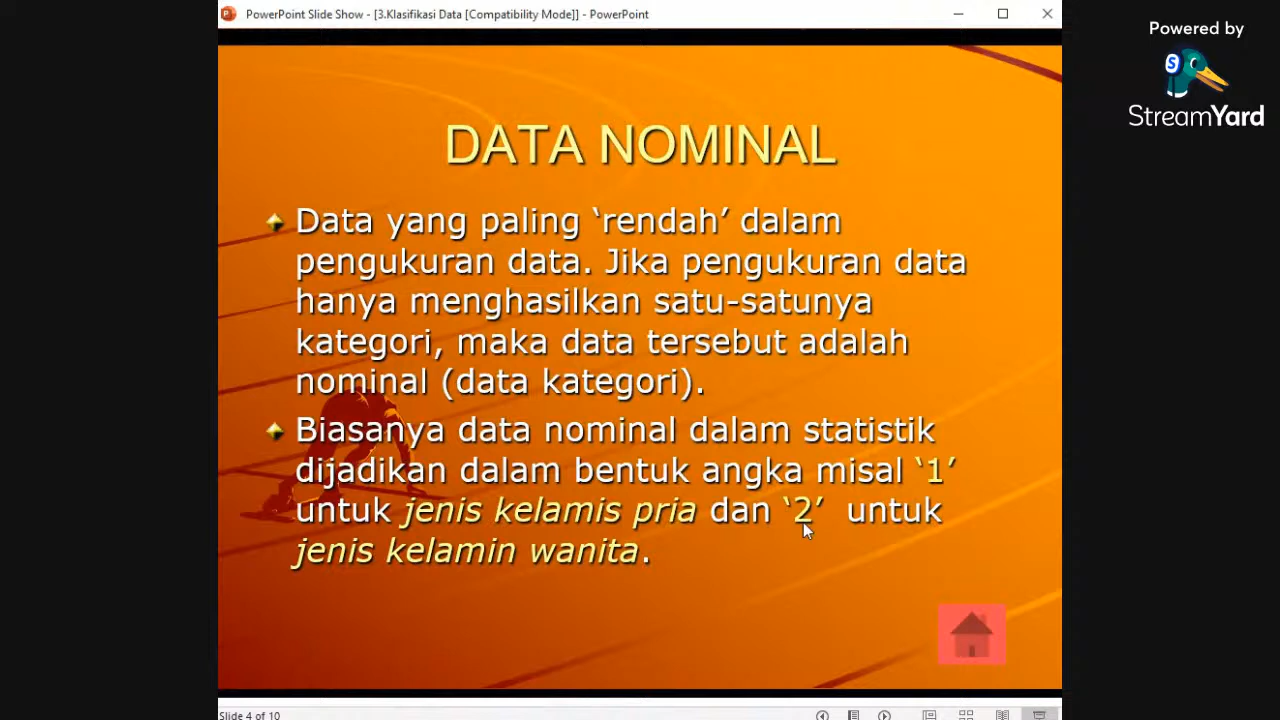 PowerPoint Slide Show - [3.Klasifikasi Data [Compatibility Mode]] - PowerPoint
Powered by
StreamYard
DATA NOMINAL
Data yang paling ‘rendah’ dalam
pengukuran data. Jika pengukuran data
hanya menghasilkan satu-satunya
kategori, maka data tersebut adalah
nominal (data kategori).
Biasanya data nominal dalam statistik
dijadikan dalam bentuk angka misal ‘1’
untuk jenis kelamis pria dan ‘2’ untuk
jenis kelamin wanita.
Slide 4 of 10